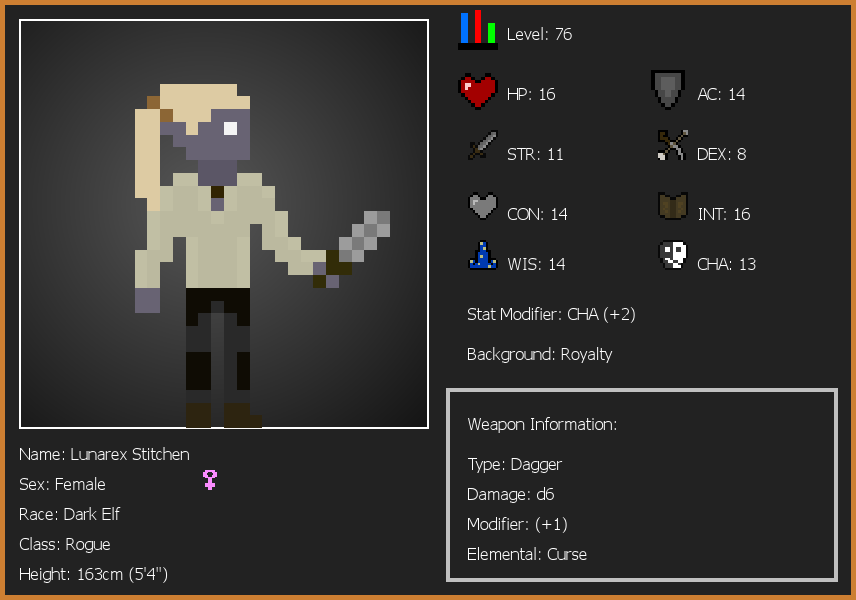 Level: 76
HP: 16
AC: 14
STR: 11
DEX: 8
CON: 14
INT: 16
WIS: 14
CHA: 13
Stat Modifier: CHA (+2)
Background: Royalty
Weapon Information:
Type: Dagger
Damage: d6
Modifier: (+1)
Elemental: Curse
Name: Lunarex Stitchen
Sex: Female
Race: Dark Elf
Class: Rogue
Height: 163cm (5'4")